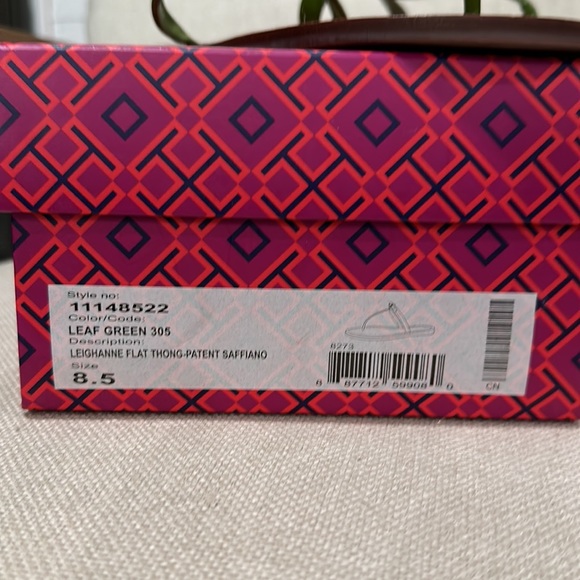 Style no:
11148522
Color/Code:
LEAF GREEN 305
Description:
LEIGHANNE FLAT THONG-PATENT SAFFIANO
Size
8.5
8273
8 87712 59908 0
CN